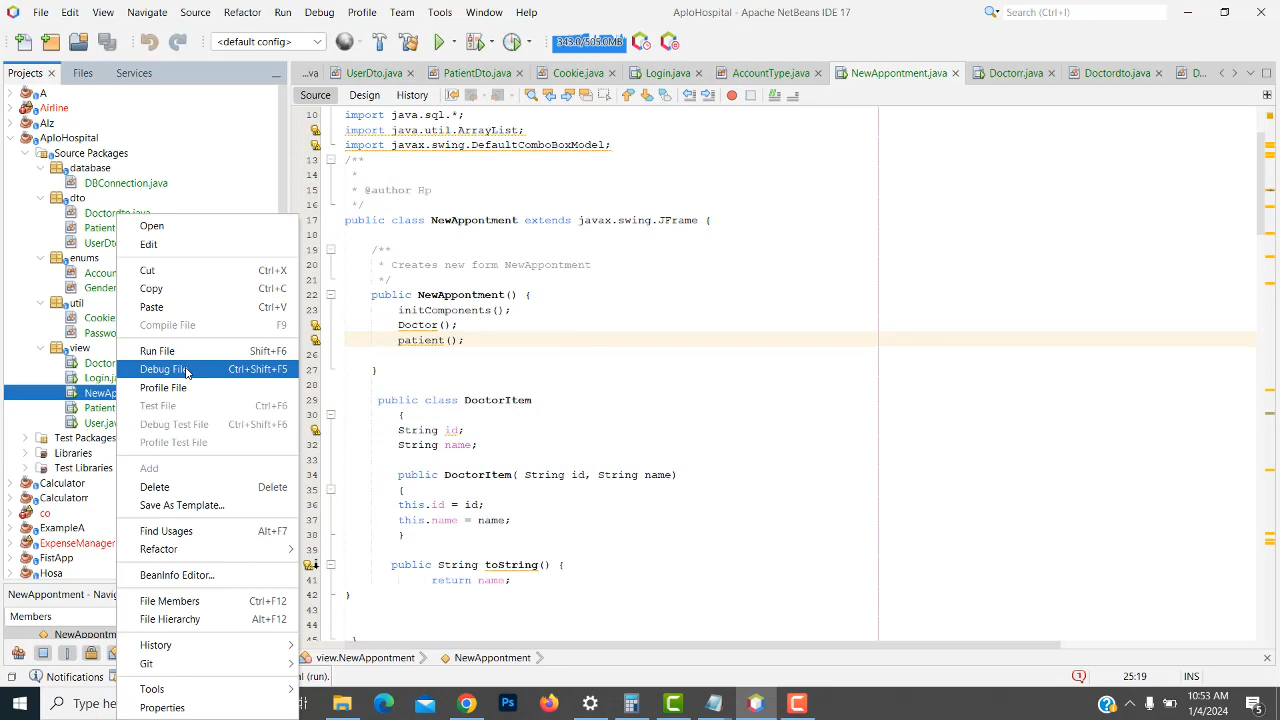 File Edit View Navigate Source Refactor Run Debug Profile Team Tools Window Help
AploHospital - Apache NetBeans IDE 17
Search (Ctrl+I)
<default config>
343.0/505.0MB
Projects
Files
Services
...va
UserDto.java
PatientDto.java
Cookie.java
Login.java
AccountType.java
NewAppontment.java
Doctorr.java
Doctordto.java
D...
Source
Design
History
A
Airline
Alz
AploHospital
Source Packages
database
DBConnection.java
dto
Doctordto.java
Patient
UserDt
enums
Accoun
Gender
util
Cookie
Passwo
view
Doctor
Login.j
NewAp
Patient
User.ja
Test Packages
Libraries
Test Libraries
Calculator
Calculatorr
co
ExampleA
ExpenseManager
FistApp
Hosa
Open
Edit
Cut Ctrl+X
Copy Ctrl+C
Paste Ctrl+V
Compile File F9
Run File Shift+F6
Debug File Ctrl+Shift+F5
Profile File
Test File Ctrl+F6
Debug Test File Ctrl+Shift+F6
Profile Test File
Add
Delete Delete
Save As Template...
Find Usages Alt+F7
Refactor
BeanInfo Editor...
File Members Ctrl+F12
File Hierarchy Alt+F12
History
Git
Tools
Properties
10 import java.sql.*;
import java.util.ArrayList;
import javax.swing.DefaultComboBoxModel;
13 /**
14 *
15 * @author Hp
16 */
17 public class NewAppontment extends javax.swing.JFrame {
18
19 /**
20 * Creates new form NewAppontment
21 */
22 public NewAppontment() {
23 initComponents();
Doctor();
patient();
26
27 }
28
29 public class DoctorItem
30 {
String id;
32 String name;
33
34 public DoctorItem( String id, String name)
35 {
36 this.id = id;
37 this.name = name;
38 }
39
public String tostring() {
41 return name;
42 }
43
44
45 }
NewAppontment - Navig
Members
NewAppontm
view.NewAppontment
NewAppontment
Notifications
l (run).
1
25:19
INS
Type he
10:53 AM
1/4/2024
5